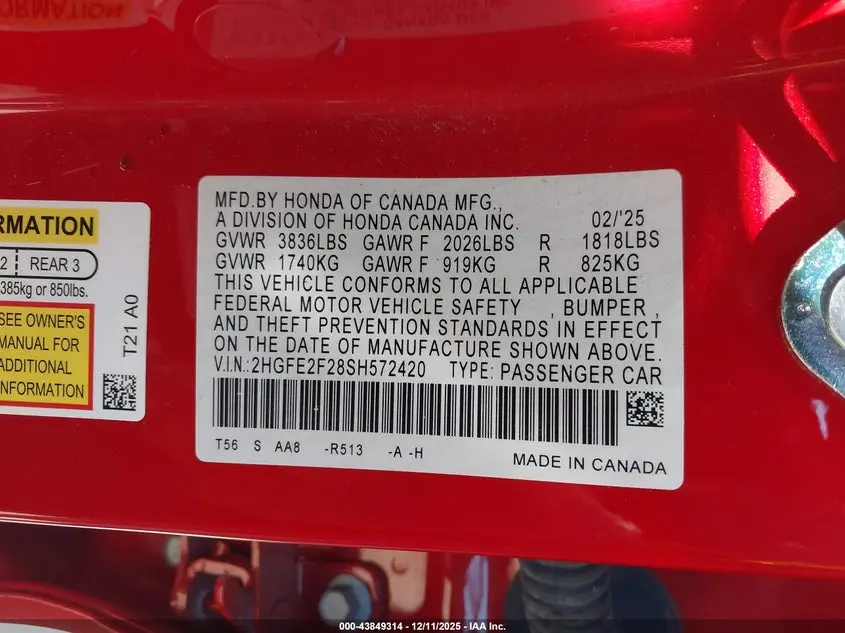 FORMATION
CANADA MFG.
RMATION
2 REAR 3
385kg or 850lbs.
SEE OWNER'S
MANUAL FOR
ADDITIONAL
INFORMATION
T21 A0
MFD.BY HONDA OF CANADA MFG.,
A DIVISION OF HONDA CANADA INC. 02/'25
GVWR 3836LBS GAWR F 2026LBS R 1818LBS
GVWR 1740KG GAWR F 919KG R 825KG
THIS VEHICLE CONFORMS TO ALL APPLICABLE
FEDERAL MOTOR VEHICLE SAFETY , BUMPER ,
AND THEFT PREVENTION STANDARDS IN EFFECT
ON THE DATE OF MANUFACTURE SHOWN ABOVE.
V.I.N.:2HGFE2F28SH572420 TYPE: PASSENGER CAR
T56 S AA8 -R513 -A -H
MADE IN CANADA
000-43849314 - 12/11/2025 - IAA Inc.